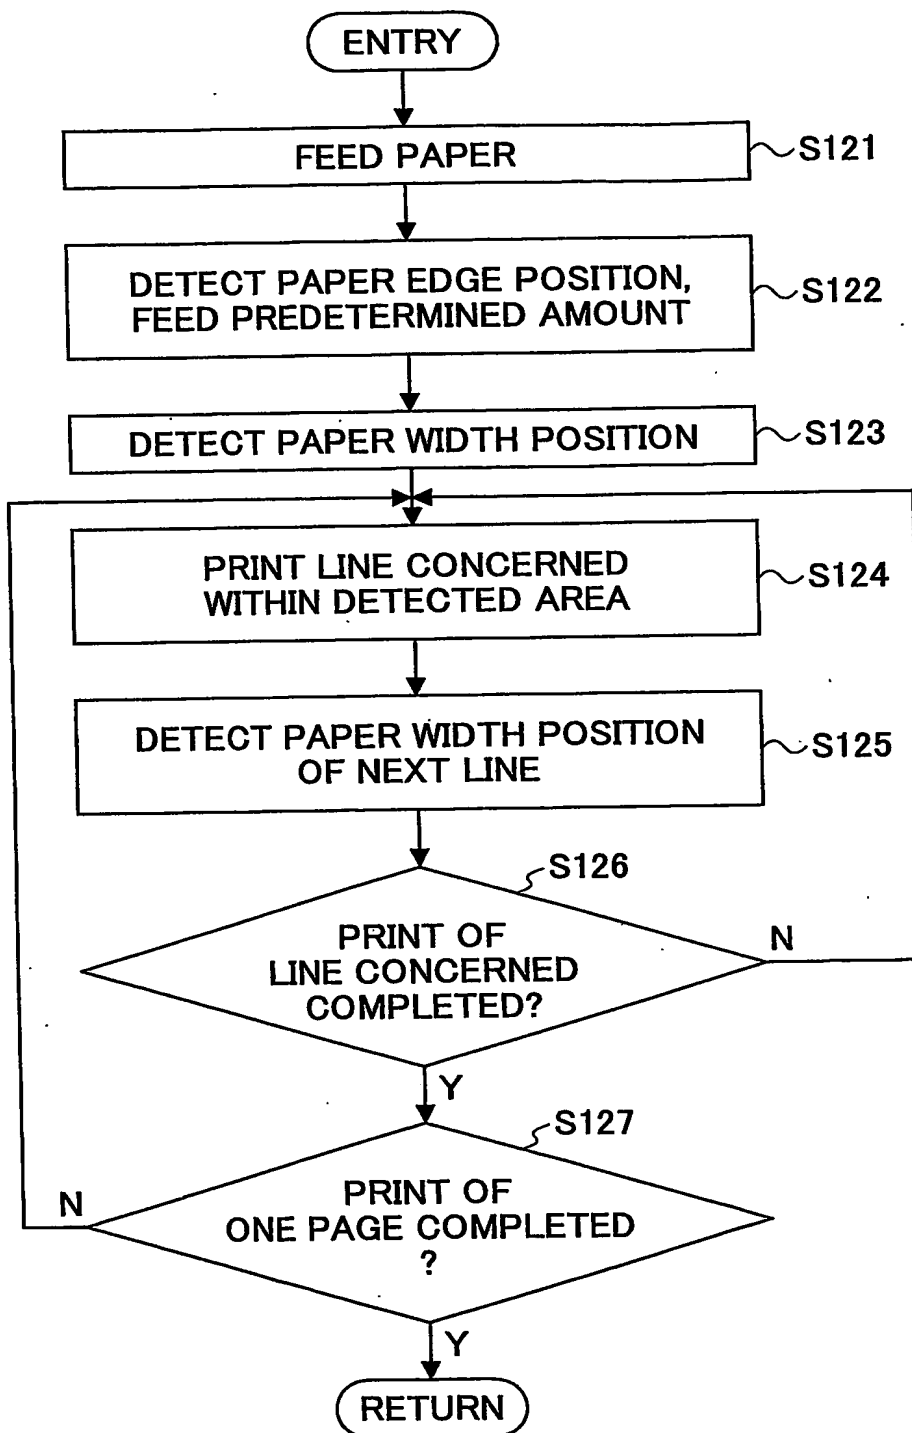 ENTRY
FEED PAPER
S121
DETECT PAPER EDGE POSITION,
FEED PREDETERMINED AMOUNT
S122
DETECT PAPER WIDTH POSITION
S123
PRINT LINE CONCERNED
WITHIN DETECTED AREA
S124
DETECT PAPER WIDTH POSITION
OF NEXT LINE
S125
S126
PRINT OF
LINE CONCERNED
COMPLETED?
N
Y
S127
PRINT OF
ONE PAGE COMPLETED
?
N
Y
RETURN